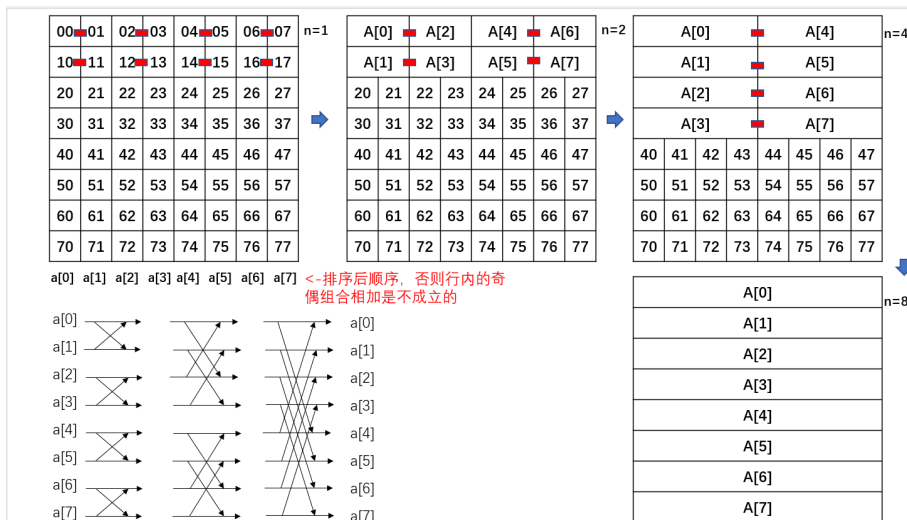 00 01 02 03 04 05 06 07 n=1
10 11 12 13 14 15 16 17
20 21 22 23 24 25 26 27
30 31 32 33 34 35 36 37
40 41 42 43 44 45 46 47
50 51 52 53 54 55 56 57
60 61 62 63 64 65 66 67
70 71 72 73 74 75 76 77
a[0] a[1] a[2] a[3] a[4] a[5] a[6] a[7]
<-排序后顺序，否则行内的奇
偶组合相加是不成立的
A[0] A[2] A[4] A[6] n=2
A[1] A[3] A[5] A[7]
20 21 22 23 24 25 26 27
30 31 32 33 34 35 36 37
40 41 42 43 44 45 46 47
50 51 52 53 54 55 56 57
60 61 62 63 64 65 66 67
70 71 72 73 74 75 76 77
A[0] A[4] n=4
A[1] A[5]
A[2] A[6]
A[3] A[7]
40 41 42 43 44 45 46 47
50 51 52 53 54 55 56 57
60 61 62 63 64 65 66 67
70 71 72 73 74 75 76 77
a[0] a[0]
a[1] a[1]
a[2] a[2]
a[3] a[3]
a[4] a[4]
a[5] a[5]
a[6] a[6]
a[7] a[7]
A[0] n=8
A[1]
A[2]
A[3]
A[4]
A[5]
A[6]
A[7]